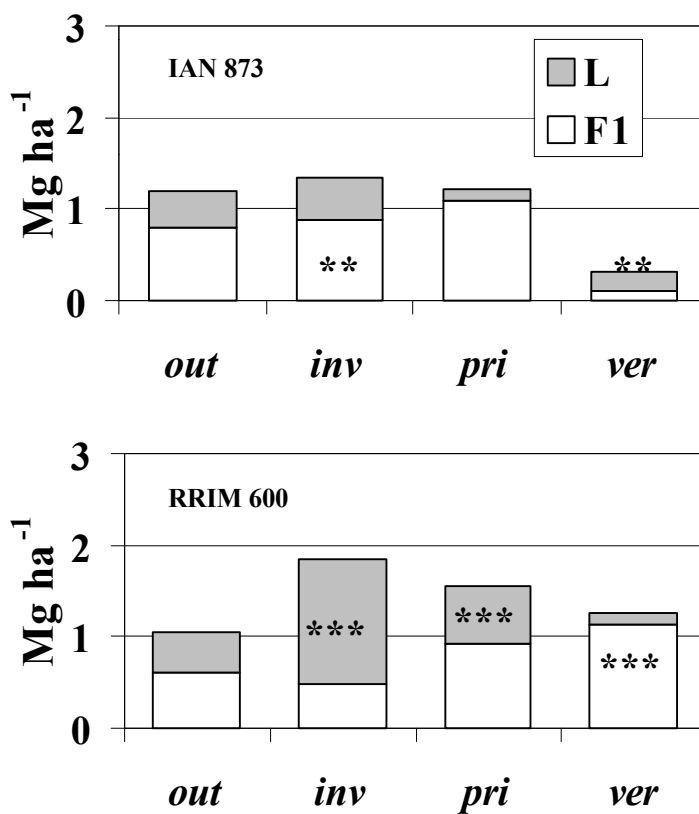 3
IAN 873
L
F1
2
1
0
Mg ha⁻¹
**
**
out inv pri ver
3
RRIM 600
2
1
0
Mg ha⁻¹
***
***
***
out inv pri ver